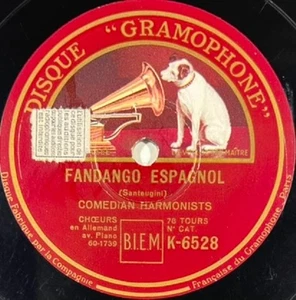 DISQUE "GRAMOPHONE"
FANDANGO ESPAGNOL
(Santeugini)
COMEDIAN HARMONISTS
CHŒURS
en Allemand
av. Piano
60-1739
BIEM
78 TOURS
N° CAT.
K-6528
Disque Fabriqué par la Compagnie Française du Gramophone - Paris